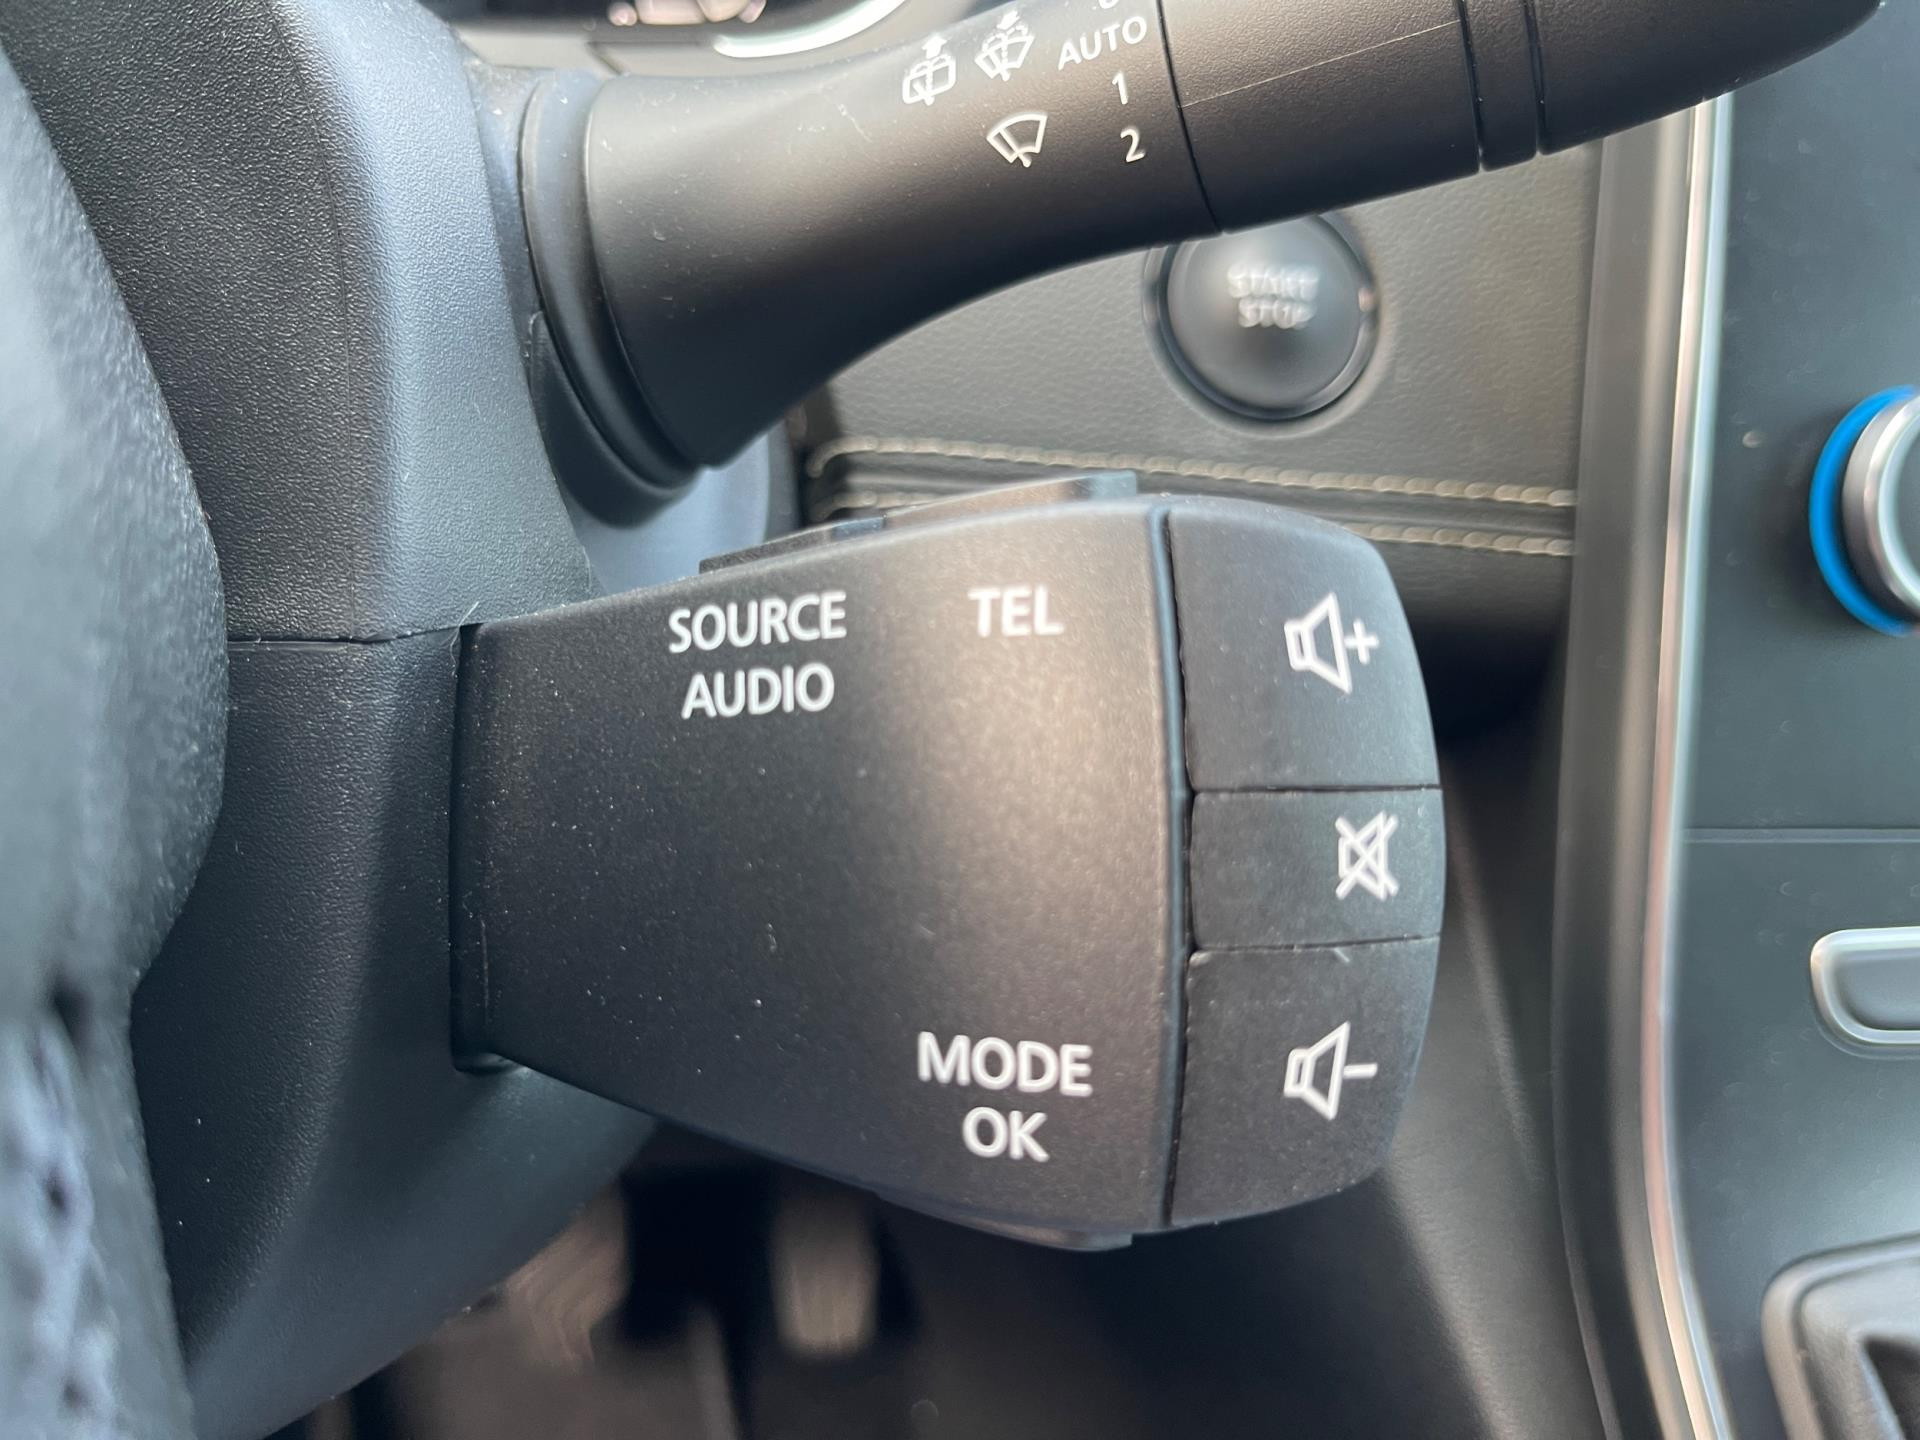 AUTO
1
2
START
STOP
SOURCE
AUDIO
TEL
MODE
OK